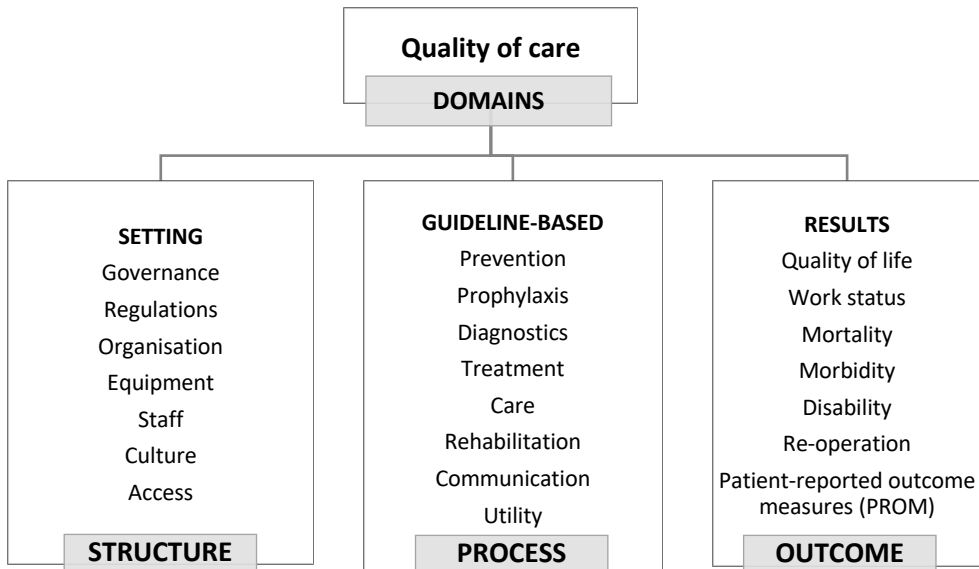 Quality of care
DOMAINS
SETTING
Governance
Regulations
Organisation
Equipment
Staff
Culture
Access
STRUCTURE
GUIDELINE-BASED
Prevention
Prophylaxis
Diagnostics
Treatment
Care
Rehabilitation
Communication
Utility
PROCESS
RESULTS
Quality of life
Work status
Mortality
Morbidity
Disability
Re-operation
Patient-reported outcome
measures (PROM)
OUTCOME